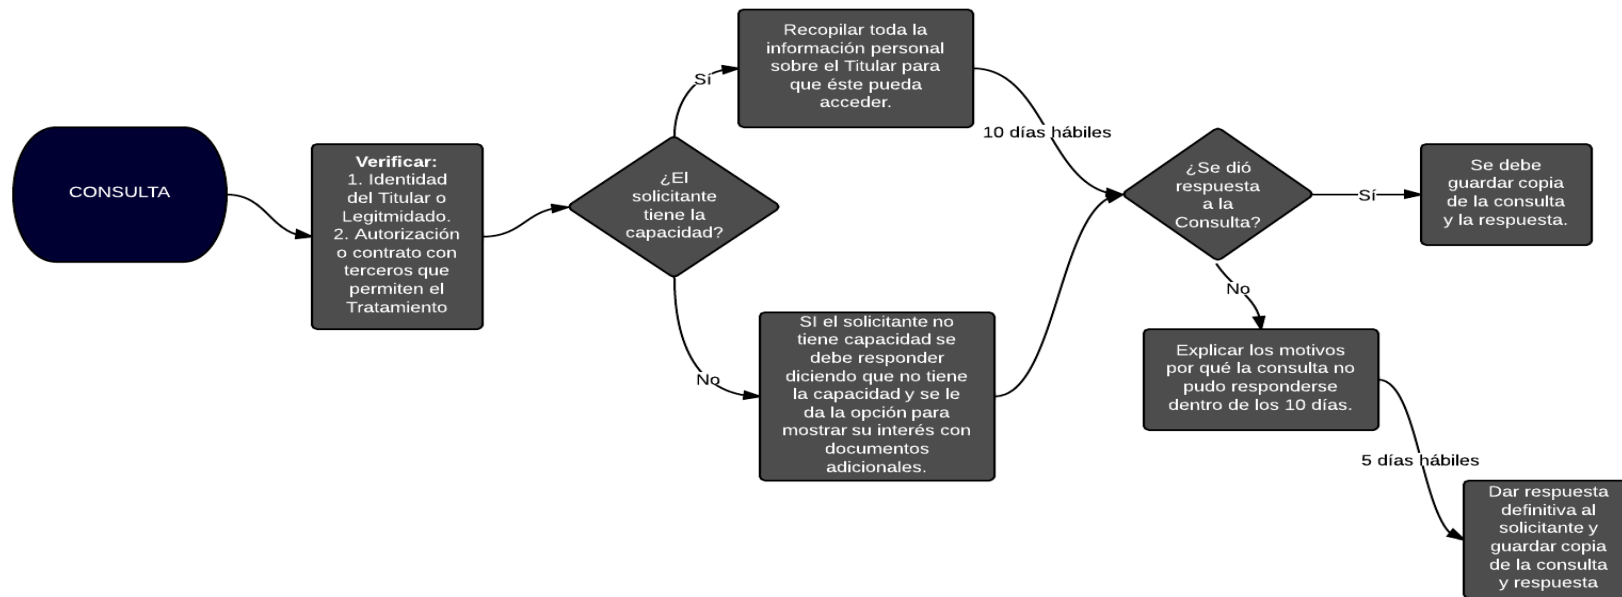 CONSULTA
Verificar:
1. Identidad
del Titular o
Legitmidado.
2. Autorización
o contrato con
terceros que
permiten el
Tratamiento
¿El
solicitante
tiene la
capacidad?
Sí
Recopilar toda la
información personal
sobre el Titular para
que éste pueda
acceder.
No
SI el solicitante no
tiene capacidad se
debe responder
diciendo que no tiene
la capacidad y se le
da la opción para
mostrar su interés con
documentos
adicionales.
10 días hábiles
¿Se dió
respuesta
a la
Consulta?
Sí
Se debe
guardar copia
de la consulta
y la respuesta.
No
Explicar los motivos
por qué la consulta no
pudo responderse
dentro de los 10 días.
5 días hábiles
Dar respuesta
definitiva al
solicitante y
guardar copia
de la consulta
y respuesta